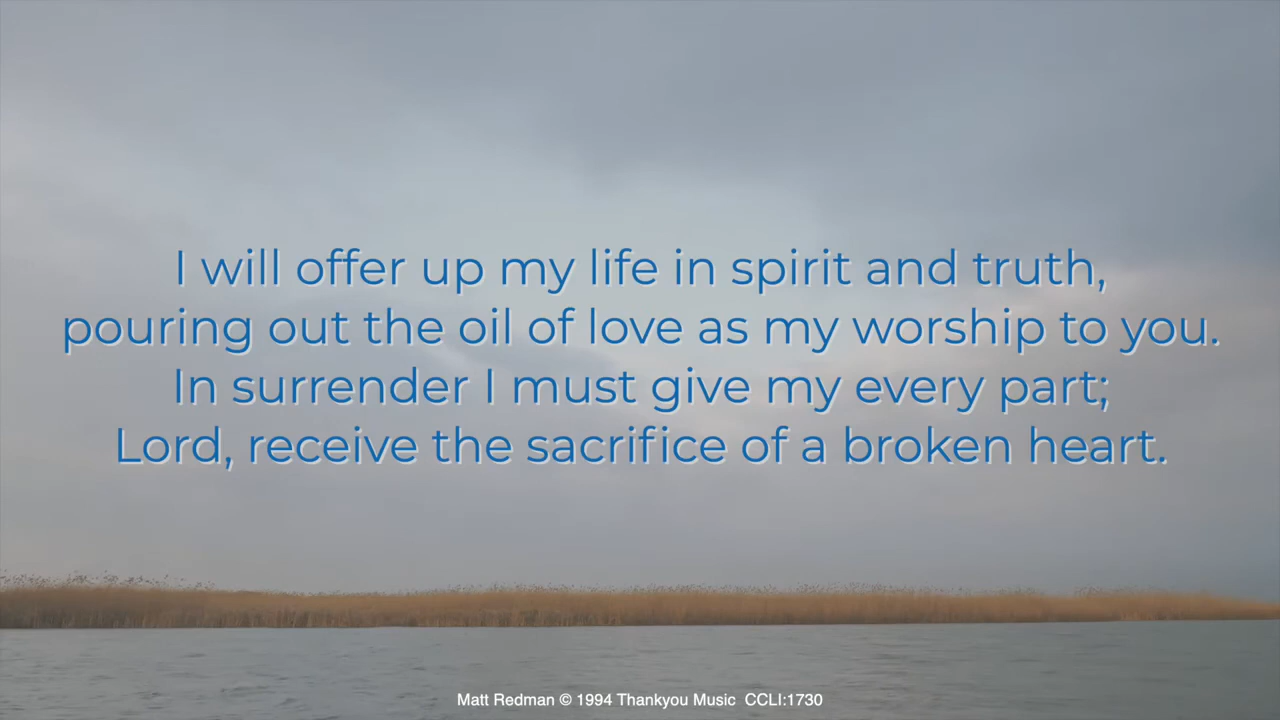 I will offer up my life in spirit and truth,
pouring out the oil of love as my worship to you.
In surrender I must give my every part;
Lord, receive the sacrifice of a broken heart.
Matt Redman © 1994 Thankyou Music  CCLI:1730